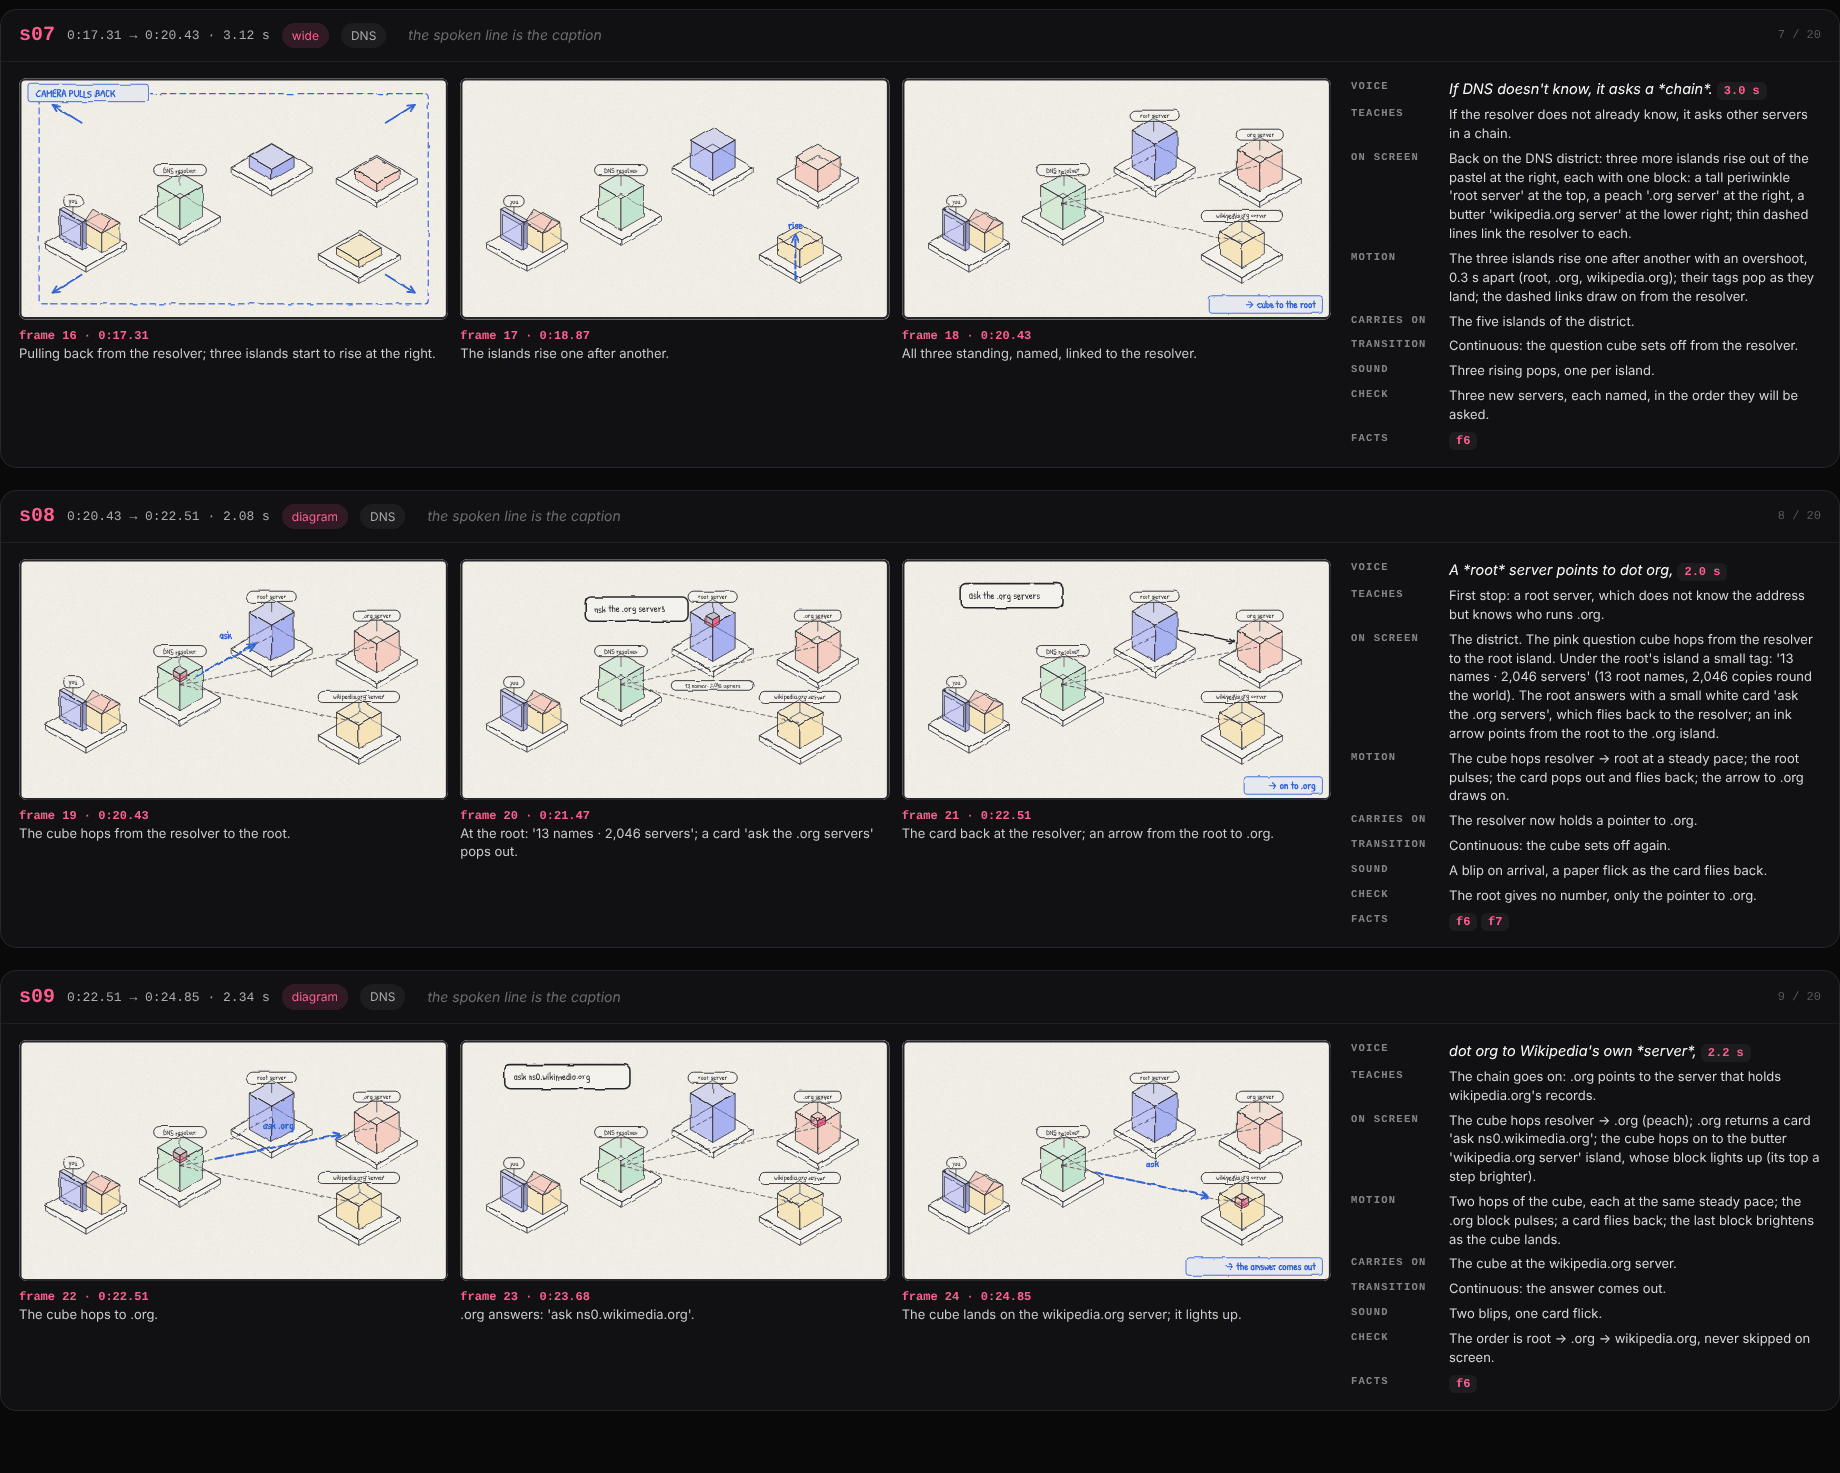 s07 0:17.31 → 0:20.43 · 3.12 s wide DNS the spoken line is the caption 7 / 20
CAMERA PULLS BACK
DNS resolver
you
frame 16 · 0:17.31
Pulling back from the resolver; three islands start to rise at the right.
DNS resolver
you
rise
frame 17 · 0:18.87
The islands rise one after another.
root server
.org server
DNS resolver
you
wikipedia.org server
→ cube to the root
frame 18 · 0:20.43
All three standing, named, linked to the resolver.
VOICE If DNS doesn't know, it asks a *chain*. 3.0 s
TEACHES If the resolver does not already know, it asks other servers
in a chain.
ON SCREEN Back on the DNS district: three more islands rise out of the
pastel at the right, each with one block: a tall periwinkle
'root server' at the top, a peach '.org server' at the right, a
butter 'wikipedia.org server' at the lower right; thin dashed
lines link the resolver to each.
MOTION The three islands rise one after another with an overshoot,
0.3 s apart (root, .org, wikipedia.org); their tags pop as they
land; the dashed links draw on from the resolver.
CARRIES ON The five islands of the district.
TRANSITION Continuous: the question cube sets off from the resolver.
SOUND Three rising pops, one per island.
CHECK Three new servers, each named, in the order they will be
asked.
FACTS f6
s08 0:20.43 → 0:22.51 · 2.08 s diagram DNS the spoken line is the caption 8 / 20
root server
.org server
ask
DNS resolver
you
wikipedia.org server
frame 19 · 0:20.43
The cube hops from the resolver to the root.
root server
ask the .org servers
.org server
DNS resolver
you
13 names · 2,046 servers
wikipedia.org server
frame 20 · 0:21.47
At the root: '13 names · 2,046 servers'; a card 'ask the .org servers'
pops out.
ask the .org servers
root server
.org server
DNS resolver
you
wikipedia.org server
→ on to .org
frame 21 · 0:22.51
The card back at the resolver; an arrow from the root to .org.
VOICE A *root* server points to dot org, 2.0 s
TEACHES First stop: a root server, which does not know the address
but knows who runs .org.
ON SCREEN The district. The pink question cube hops from the resolver
to the root island. Under the root's island a small tag: '13
names · 2,046 servers' (13 root names, 2,046 copies round
the world). The root answers with a small white card 'ask
the .org servers', which flies back to the resolver; an ink
arrow points from the root to the .org island.
MOTION The cube hops resolver → root at a steady pace; the root
pulses; the card pops out and flies back; the arrow to .org
draws on.
CARRIES ON The resolver now holds a pointer to .org.
TRANSITION Continuous: the cube sets off again.
SOUND A blip on arrival, a paper flick as the card flies back.
CHECK The root gives no number, only the pointer to .org.
FACTS f6 f7
s09 0:22.51 → 0:24.85 · 2.34 s diagram DNS the spoken line is the caption 9 / 20
root server
.org server
ask .org
DNS resolver
you
wikipedia.org server
frame 22 · 0:22.51
The cube hops to .org.
ask ns0.wikimedia.org
root server
.org server
DNS resolver
you
wikipedia.org server
frame 23 · 0:23.68
.org answers: 'ask ns0.wikimedia.org'.
root server
.org server
DNS resolver
you
ask
wikipedia.org server
→ the answer comes out
frame 24 · 0:24.85
The cube lands on the wikipedia.org server; it lights up.
VOICE dot org to Wikipedia's own *server*, 2.2 s
TEACHES The chain goes on: .org points to the server that holds
wikipedia.org's records.
ON SCREEN The cube hops resolver → .org (peach); .org returns a card
'ask ns0.wikimedia.org'; the cube hops on to the butter
'wikipedia.org server' island, whose block lights up (its top a
step brighter).
MOTION Two hops of the cube, each at the same steady pace; the
.org block pulses; a card flies back; the last block brightens
as the cube lands.
CARRIES ON The cube at the wikipedia.org server.
TRANSITION Continuous: the answer comes out.
SOUND Two blips, one card flick.
CHECK The order is root → .org → wikipedia.org, never skipped on
screen.
FACTS f6